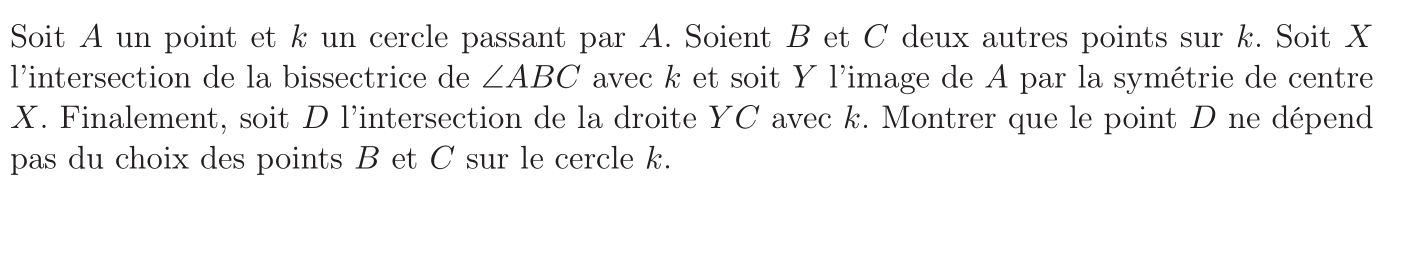 Soit A un point et k un cercle passant par A. Soient B et C deux autres points sur k. Soit X
l'intersection de la bissectrice de ∠ABC avec k et soit Y l'image de A par la symétrie de centre
X. Finalement, soit D l'intersection de la droite YC avec k. Montrer que le point D ne dépend
pas du choix des points B et C sur le cercle k.